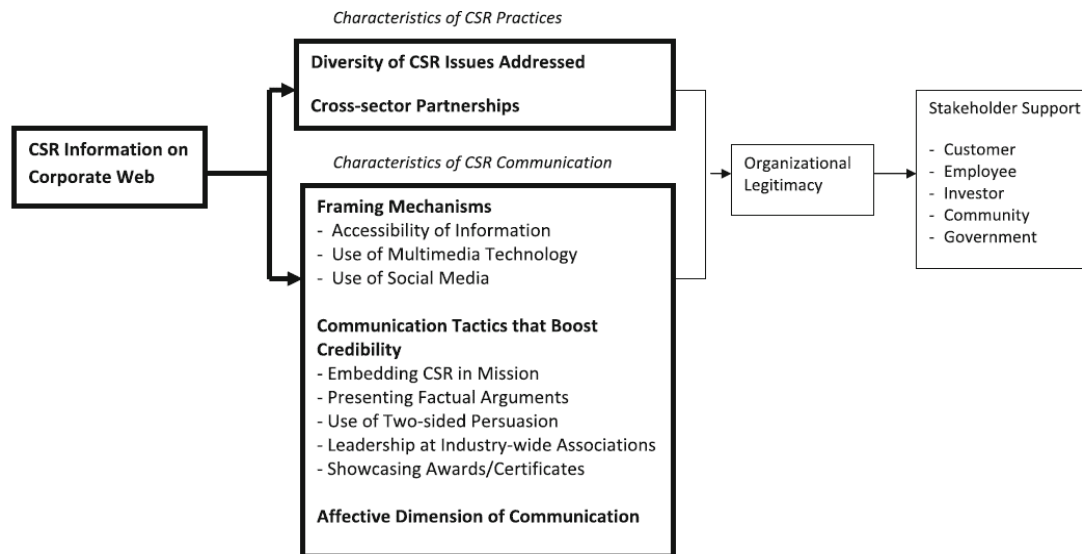 Characteristics of CSR Practices
Diversity of CSR Issues Addressed
Cross-sector Partnerships
CSR Information on
Corporate Web
Characteristics of CSR Communication
Framing Mechanisms
- Accessibility of Information
- Use of Multimedia Technology
- Use of Social Media
Communication Tactics that Boost
Credibility
- Embedding CSR in Mission
- Presenting Factual Arguments
- Use of Two-sided Persuasion
- Leadership at Industry-wide Associations
- Showcasing Awards/Certificates
Affective Dimension of Communication
Organizational
Legitimacy
Stakeholder Support
- Customer
- Employee
- Investor
- Community
- Government